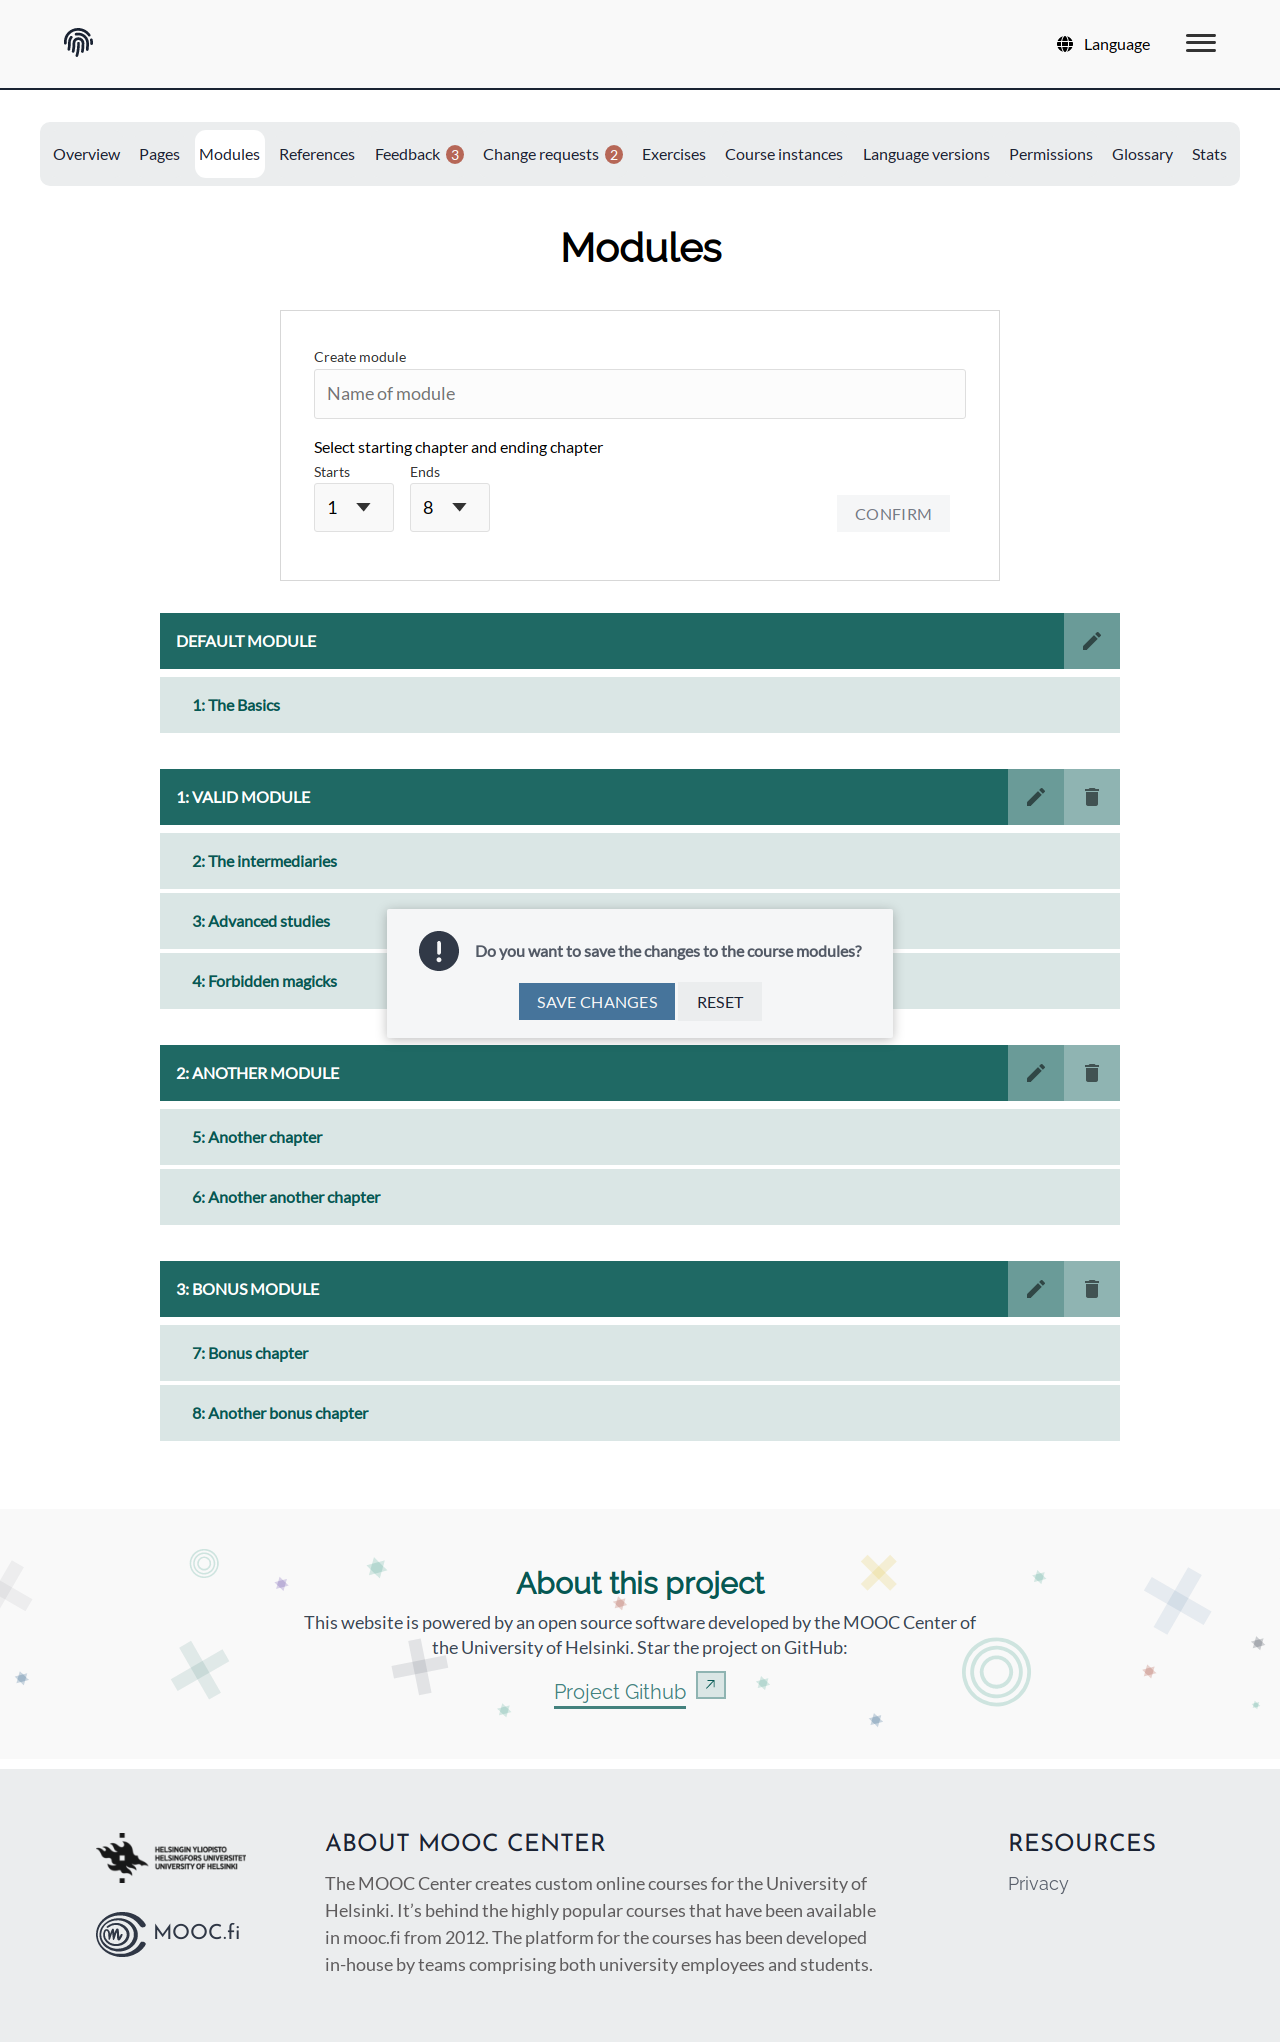 Language
Overview Pages Modules References Feedback 3 Change requests 2 Exercises Course instances Language versions Permissions Glossary Stats
Modules
Create module
Name of module
Select starting chapter and ending chapter
Starts Ends
1 8
CONFIRM
DEFAULT MODULE
1: The Basics
1: VALID MODULE
2: The intermediaries
3: Advanced studies
4: Forbidden magicks
Do you want to save the changes to the course modules?
SAVE CHANGES RESET
2: ANOTHER MODULE
5: Another chapter
6: Another another chapter
3: BONUS MODULE
7: Bonus chapter
8: Another bonus chapter
About this project
This website is powered by an open source software developed by the MOOC Center of
the University of Helsinki. Star the project on GitHub:
Project Github
HELSINGIN YLIOPISTO
HELSINGFORS UNIVERSITET
UNIVERSITY OF HELSINKI
MOOC.fi
ABOUT MOOC CENTER
The MOOC Center creates custom online courses for the University of
Helsinki. It’s behind the highly popular courses that have been available
in mooc.fi from 2012. The platform for the courses has been developed
in-house by teams comprising both university employees and students.
RESOURCES
Privacy